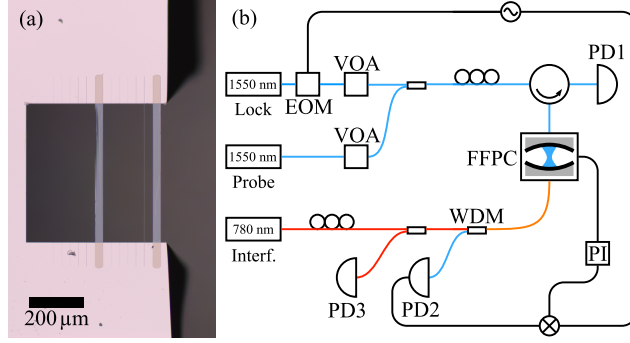 (a)
200 µm
(b)
VOA
1550 nm
Lock
EOM
PD1
VOA
1550 nm
Probe
FFPC
WDM
780 nm
Interf.
PI
PD3
PD2